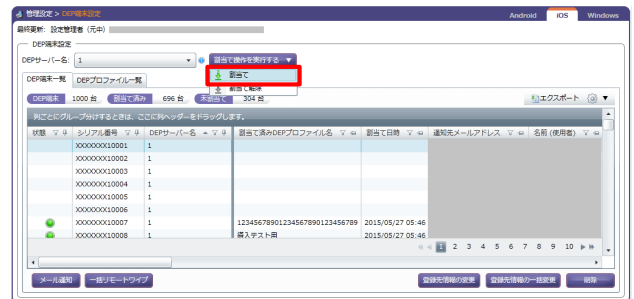 管理設定 > DEP端末設定
Android iOS Windows
最終更新: 設定管理者（元中）
DEP端末設定
DEPサーバー名: 1 割当て操作を実行する ▼
割当て
割当て解除
DEP端末一覧 DEPプロファイル一覧
DEP端末 1000 台 割当て済み 696 台 未割当て 304 台 エクスポート ▼
列ごとにグループ分けするときは、ここに列ヘッダーをドラッグします。
状態 シリアル番号 DEPサーバー名 割当て済みDEPプロファイル名 割当て日時 通知先メールアドレス 名前 (使用者)
XXXXXXX10001 1
XXXXXXX10002 1
XXXXXXX10003 1
XXXXXXX10004 1
XXXXXXX10005 1
XXXXXXX10006 1
XXXXXXX10007 1 12345678901234567890123456789 2015/05/27 05:46
XXXXXXX10008 1 導入テスト用 2015/05/27 05:46
1 2 3 4 5 6 7 8 9 10
メール通知 一括リモートワイプ 登録先情報の変更 登録先情報の一括変更 削除